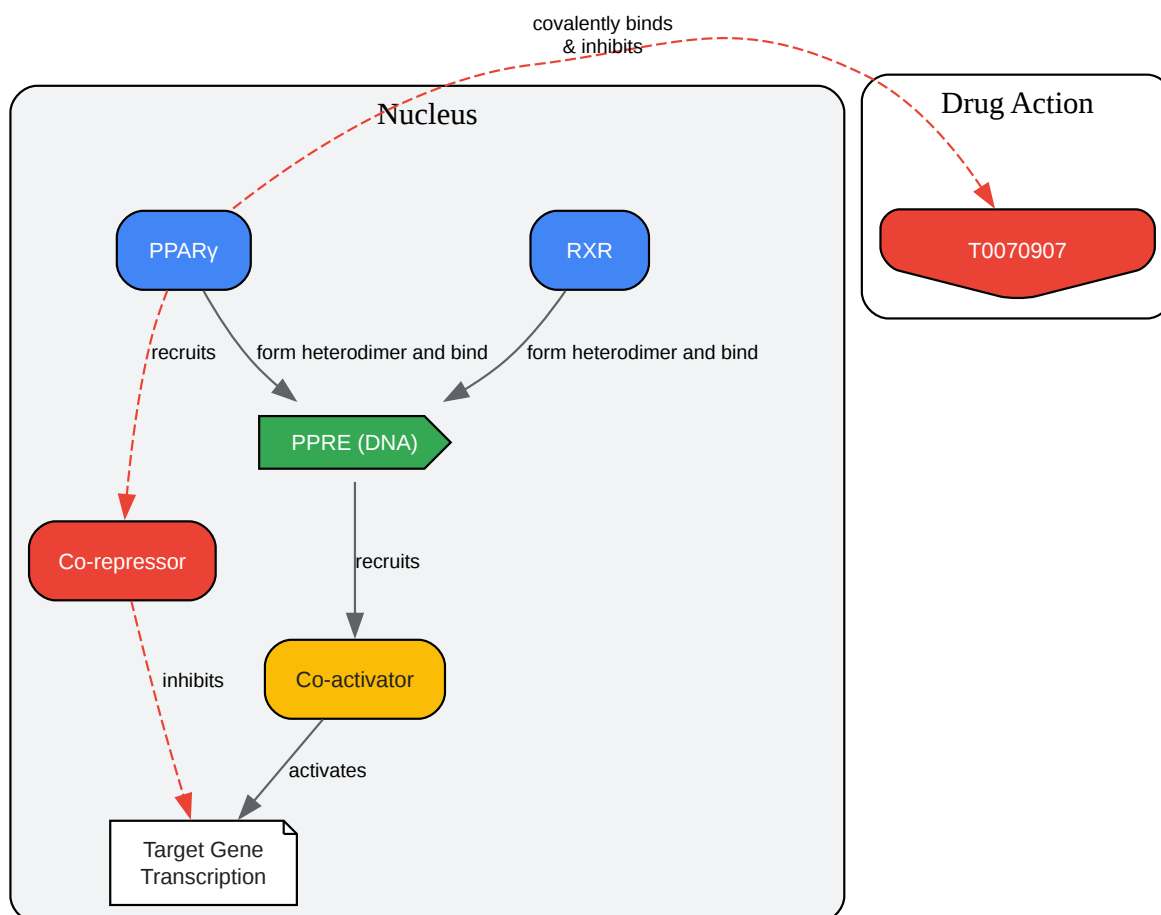 covalently binds
& inhibits
Nucleus
Drug Action
PPARγ
RXR
T0070907
recruits
form heterodimer and bind
form heterodimer and bind
PPRE (DNA)
Co-repressor
recruits
inhibits
Co-activator
activates
Target Gene
Transcription